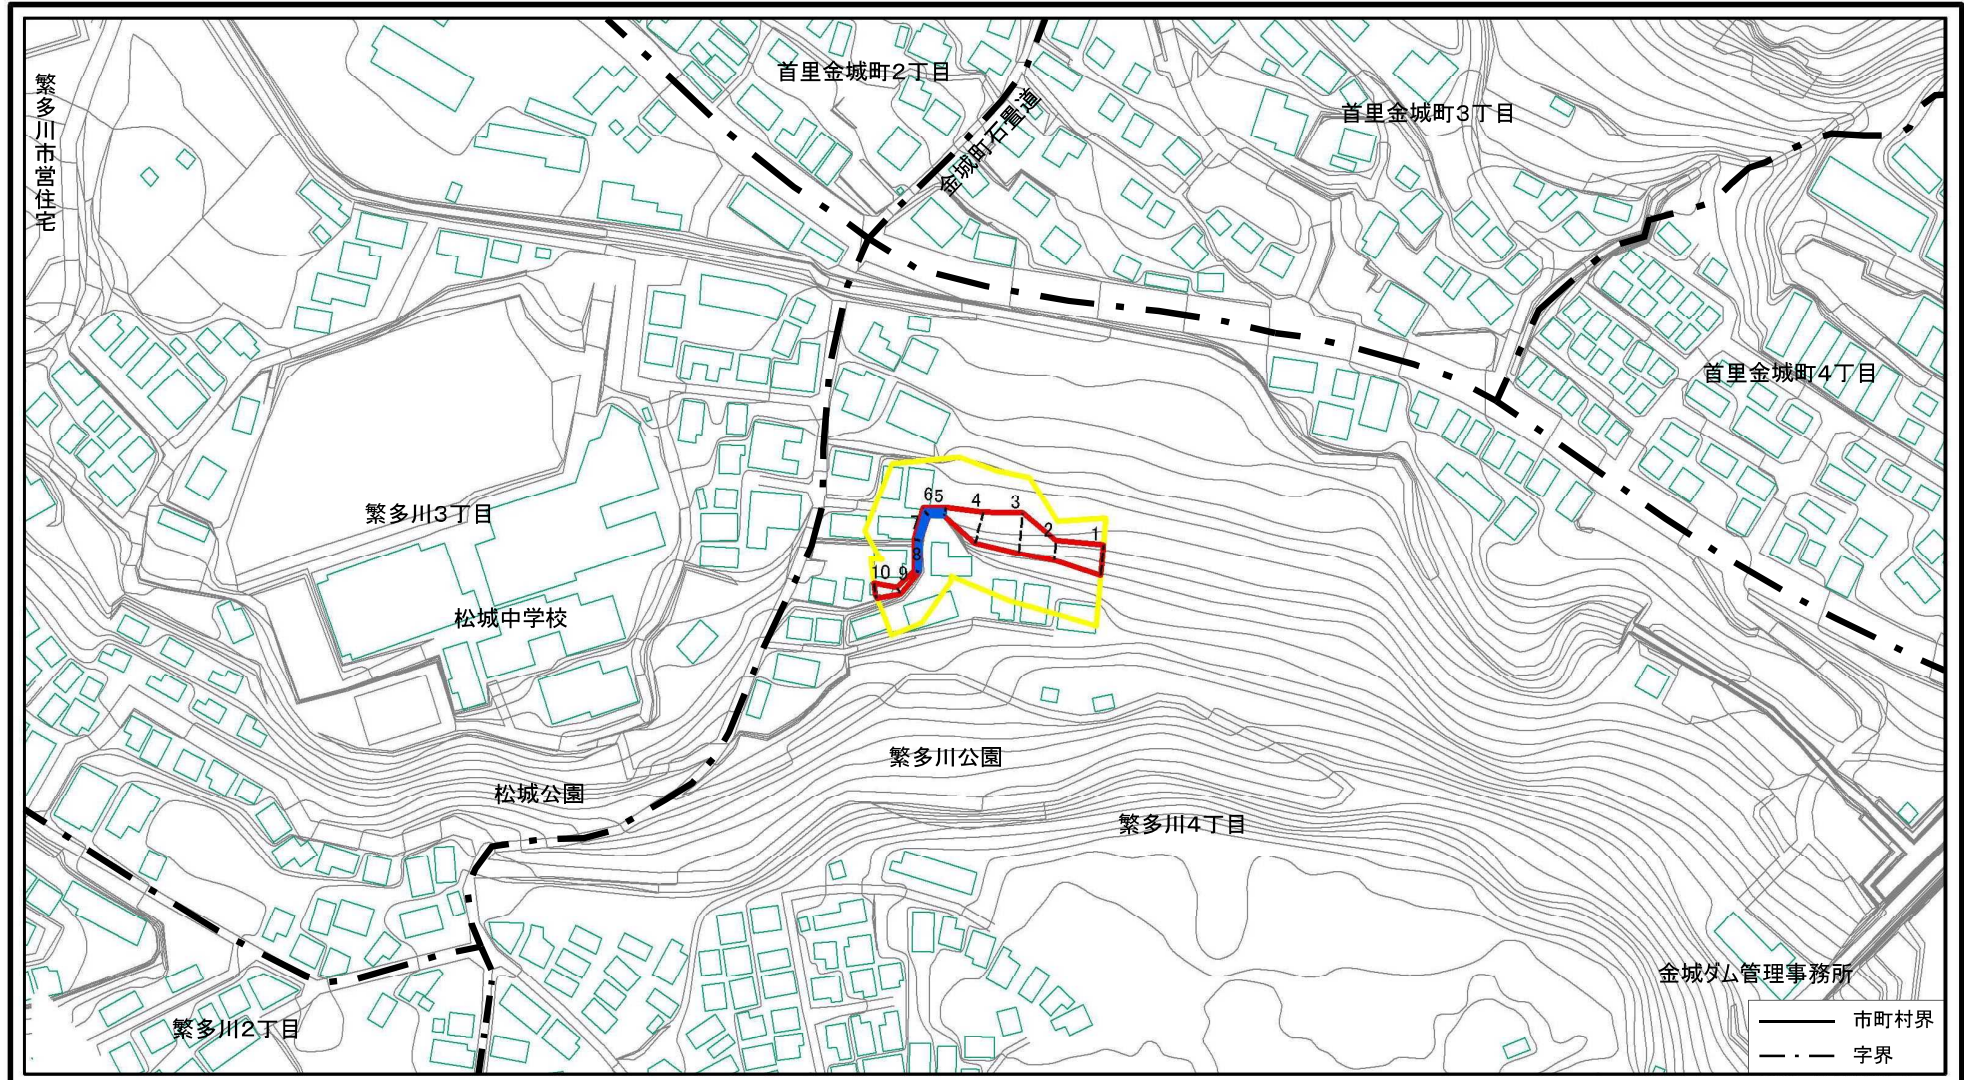 首里金城町2丁目
繁多川市営住宅
金城町石畳道
首里金城町3丁目
首里金城町4丁目
繁多川3丁目
6 5 4 3 2 1
7
8
10 9
松城中学校
繁多川公園
松城公園
繁多川4丁目
金城ダム管理事務所
繁多川2丁目
市町村界
字界